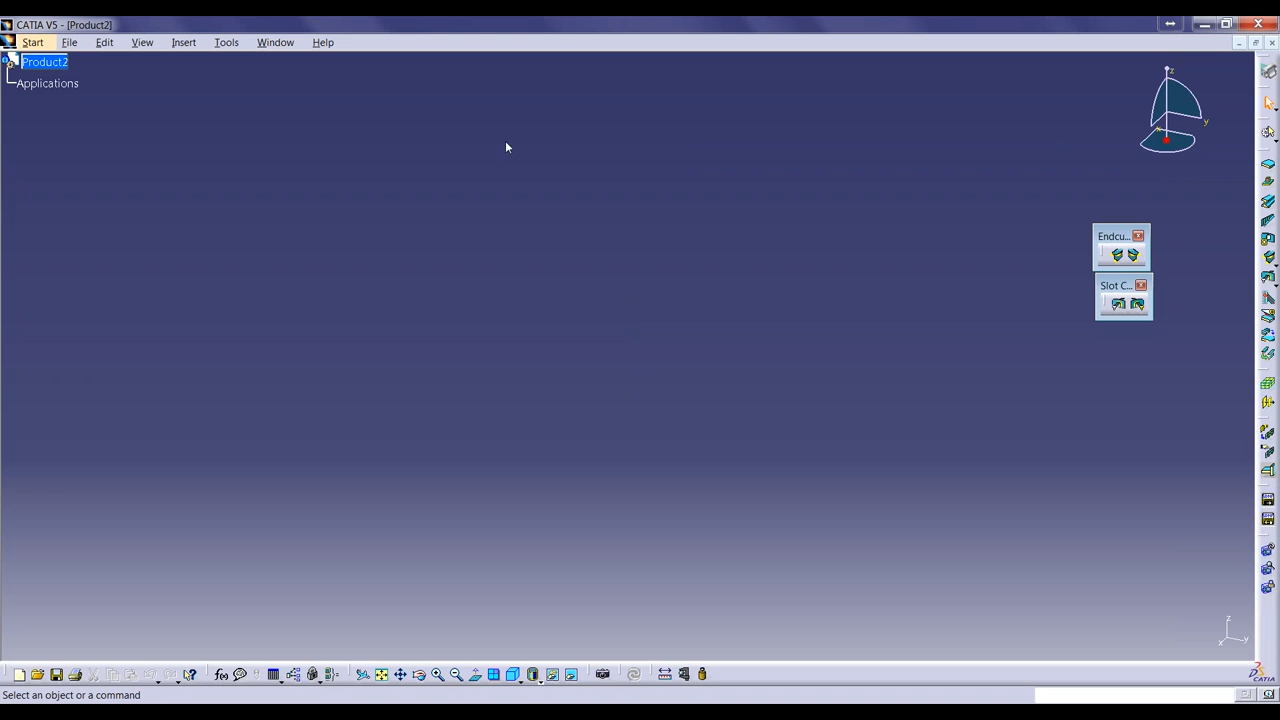 CATIA V5 - [Product2]
Start File Edit View Insert Tools Window Help
Product2
Applications
z
y
Endcu...
Slot C...
z
y
x
CATIA
Select an object or a command